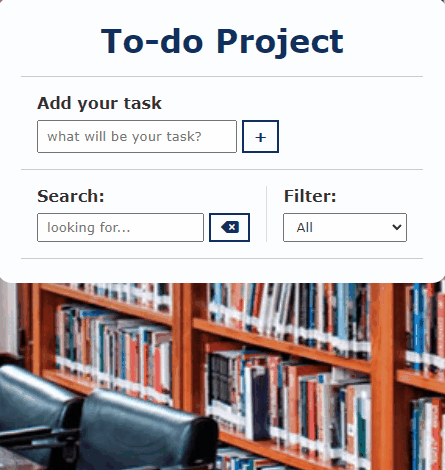 To-do Project
Add your task
what will be your task?
+
Search:
Filter:
looking for...
All